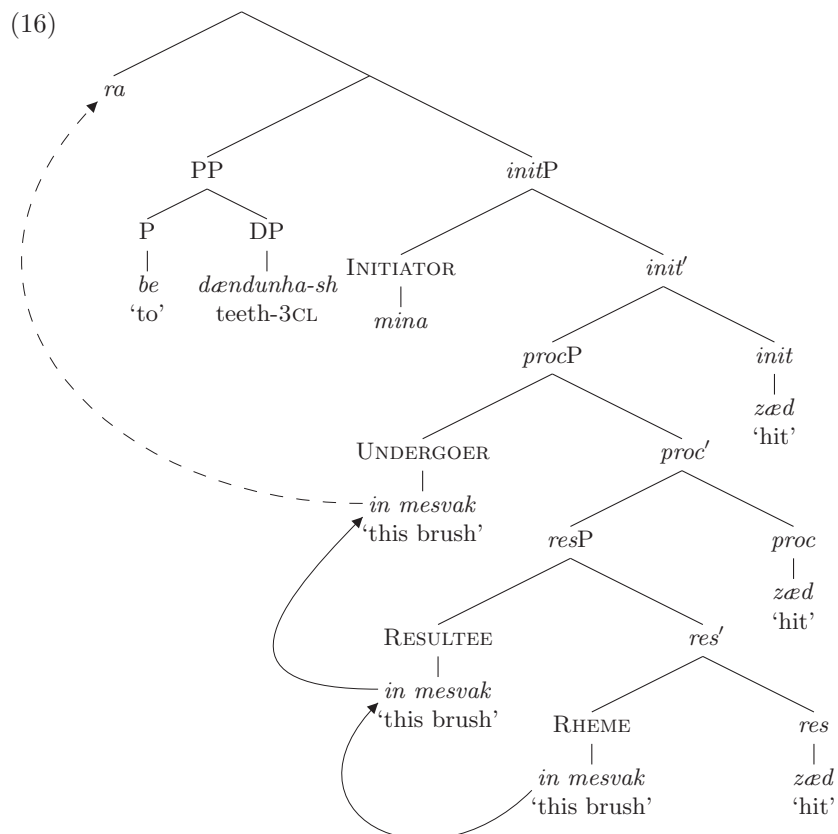 (16)
ra
PP initP
P DP INITIATOR init′
be dændunha-sh mina procP init
‘to’ teeth-3CL zæd
‘hit’
UNDERGOER proc′
in mesvak
‘this brush’ resP proc
zæd
‘hit’
RESULTEE res′
in mesvak
‘this brush’ RHEME res
in mesvak zæd
‘this brush’ ‘hit’